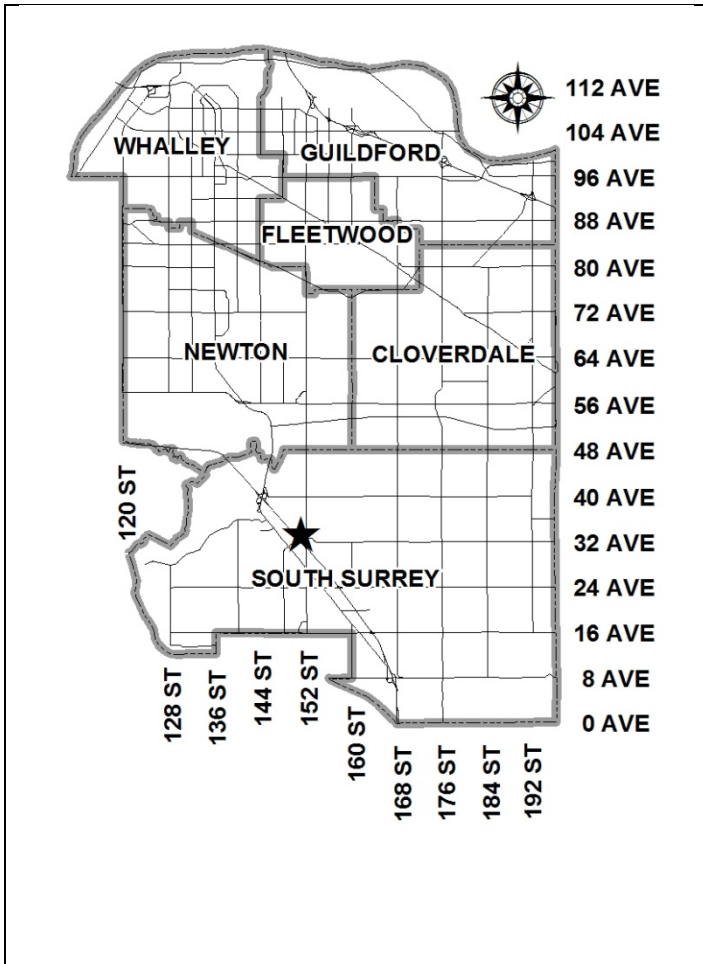 112 AVE
104 AVE
WHALLEY
GUILDFORD
96 AVE
88 AVE
FLEETWOOD
80 AVE
72 AVE
NEWTON
CLOVERDALE
64 AVE
56 AVE
48 AVE
120 ST
40 AVE
32 AVE
SOUTH SURREY
24 AVE
16 AVE
128 ST
136 ST
144 ST
152 ST
160 ST
8 AVE
0 AVE
168 ST
176 ST
184 ST
192 ST